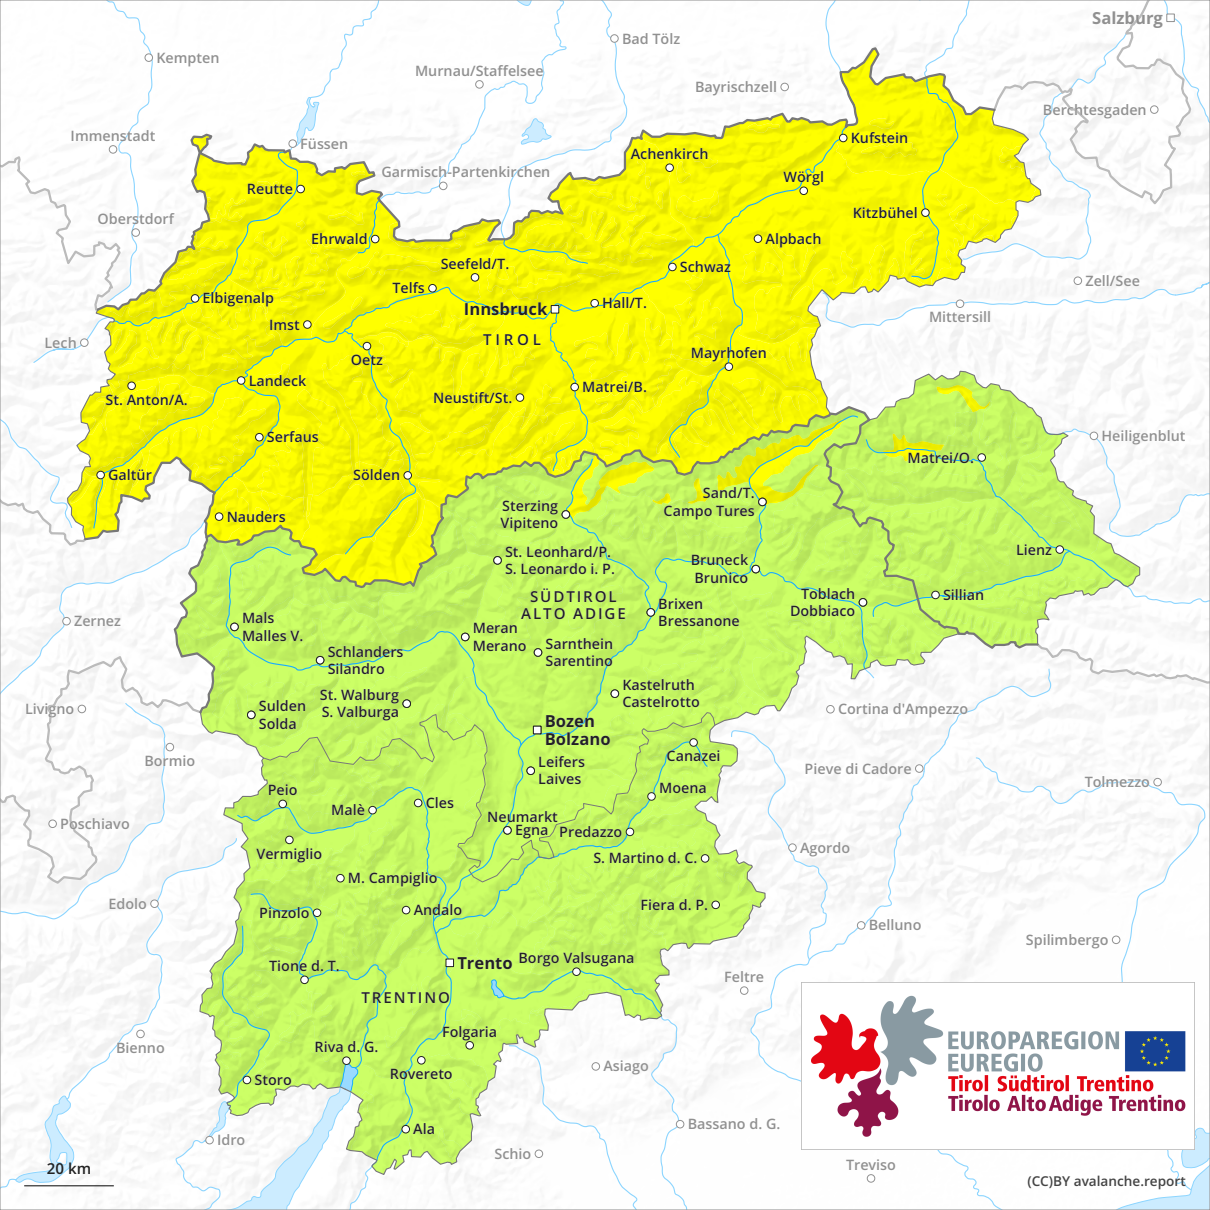 Salzburg
Bad Tölz
Kempten
Murnau/Staffelsee
Bayrischzell
Berchtesgaden
Immenstadt
Füssen
Kufstein
Achenkirch
Garmisch-Partenkirchen
Wörgl
Reutte
Oberstdorf
Kitzbühel
Ehrwald
Alpbach
Seefeld/T.
Schwaz
Zell/See
Telfs
Elbigenalp
Hall/T.
Innsbruck
Mittersill
Imst
TIROL
Lech
Mayrhofen
Oetz
Landeck
Matrei/B.
St. Anton/A.
Neustift/St.
Serfaus
Heiligenblut
Matrei/O.
Galtür
Sölden
Sand/T.
Campo Tures
Sterzing
Vipiteno
Nauders
Lienz
St. Leonhard/P.
S. Leonardo i. P.
Bruneck
Brunico
SÜDTIROL
ALTO ADIGE
Toblach
Dobbiaco
Sillian
Brixen
Bressanone
Zernez
Mals
Malles V.
Meran
Merano
Sarnthein
Sarentino
Schlanders
Silandro
Kastelruth
Castelrotto
St. Walburg
S. Valburga
Livigno
Sulden
Solda
Cortina d'Ampezzo
Bozen
Bolzano
Bormio
Canazei
Leifers
Laives
Pieve di Cadore
Tolmezzo
Peio
Moena
Cles
Malè
Neumarkt
Egna
Predazzo
Poschiavo
Vermiglio
Agordo
S. Martino d. C.
M. Campiglio
Edolo
Pinzolo
Andalo
Fiera d. P.
Belluno
Spilimbergo
Trento
Borgo Valsugana
Tione d. T.
Feltre
TRENTINO
Folgaria
Bienno
Riva d. G.
Rovereto
Asiago
Storo
EUROPAREGION
EUREGIO
Tirol Südtirol Trentino
Tirolo Alto Adige Trentino
Ala
Bassano d. G.
Idro
Schio
Treviso
20 km
(CC)BY avalanche.report